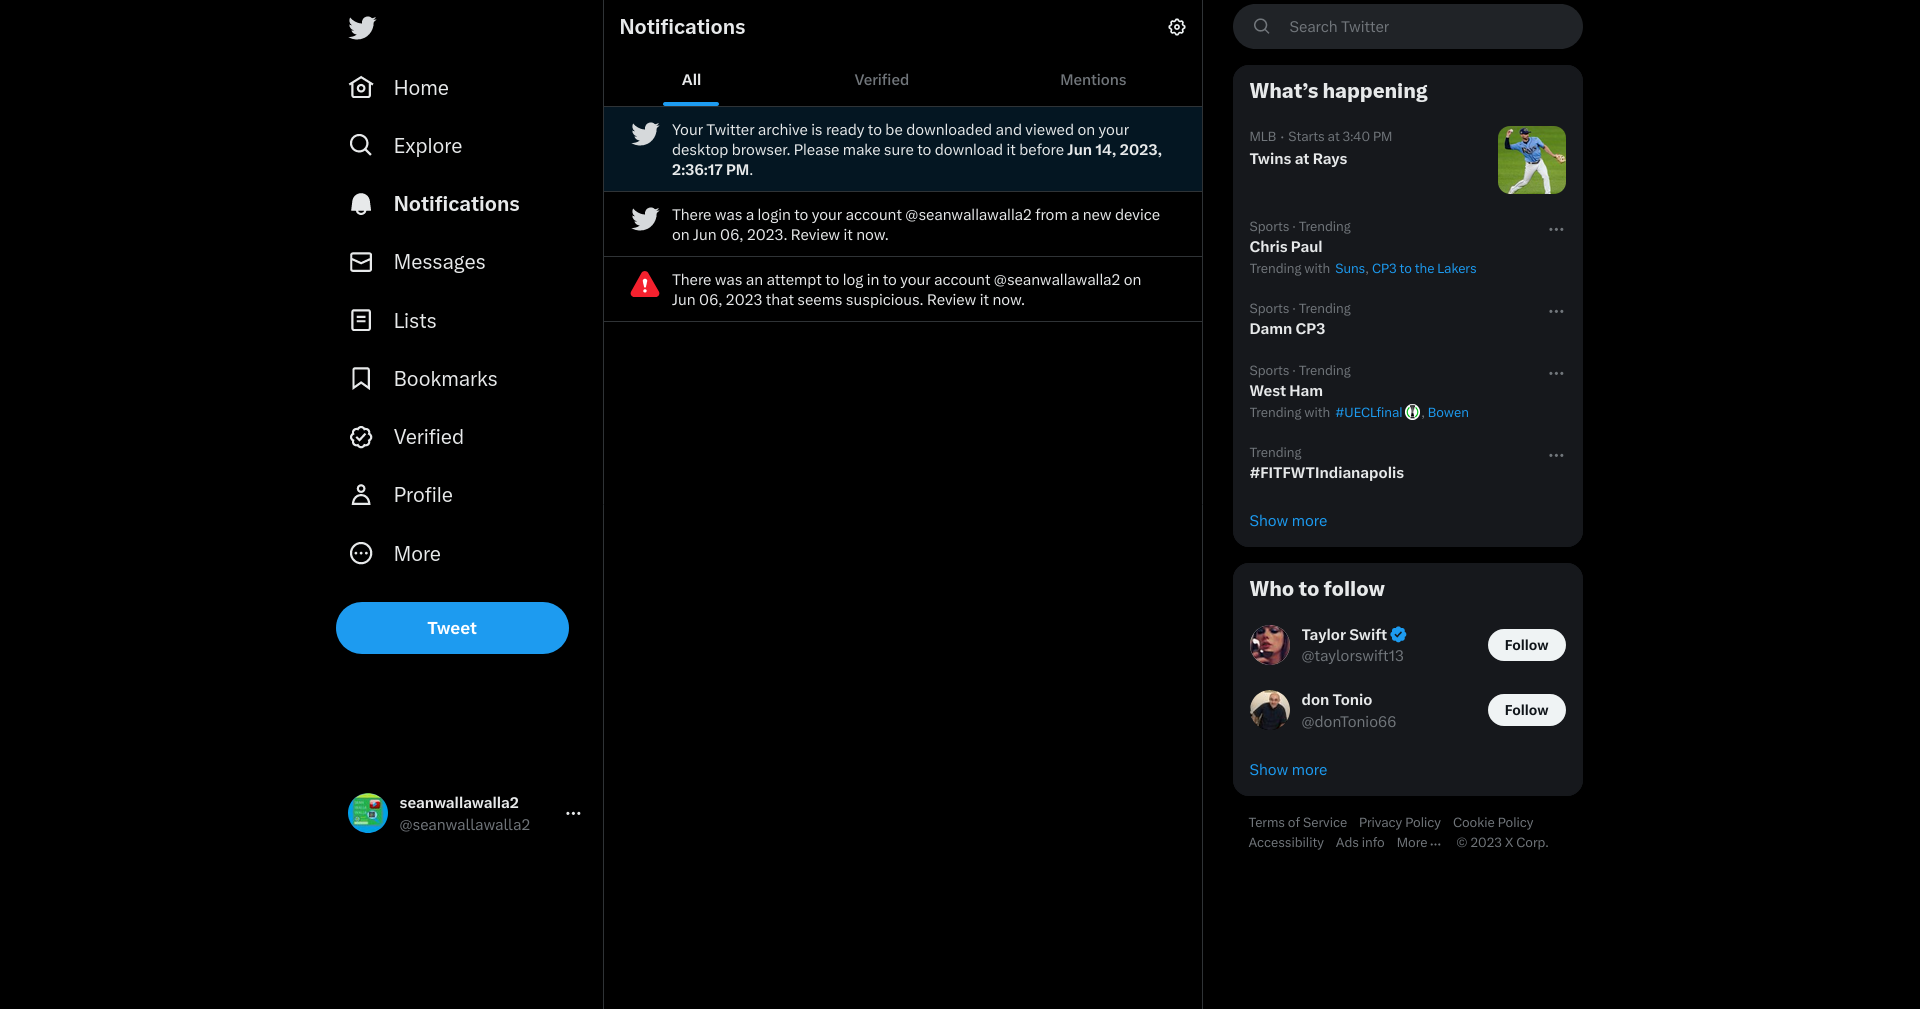 Home
Explore
Notifications
Messages
Lists
Bookmarks
Verified
Profile
More
Tweet
seanwallawalla2
@seanwallawalla2
Notifications
All
Verified
Mentions
Your Twitter archive is ready to be downloaded and viewed on your
desktop browser. Please make sure to download it before Jun 14, 2023,
2:36:17 PM.
There was a login to your account @seanwallawalla2 from a new device
on Jun 06, 2023. Review it now.
There was an attempt to log in to your account @seanwallawalla2 on
Jun 06, 2023 that seems suspicious. Review it now.
Search Twitter
What’s happening
MLB · Starts at 3:40 PM
Twins at Rays
Sports · Trending
Chris Paul
Trending with Suns, CP3 to the Lakers
Sports · Trending
Damn CP3
Sports · Trending
West Ham
Trending with #UECLfinal, Bowen
Trending
#FITFWTIndianapolis
Show more
Who to follow
Taylor Swift
@taylorswift13
Follow
don Tonio
@donTonio66
Follow
Show more
Terms of Service Privacy Policy Cookie Policy
Accessibility Ads info More ··· © 2023 X Corp.